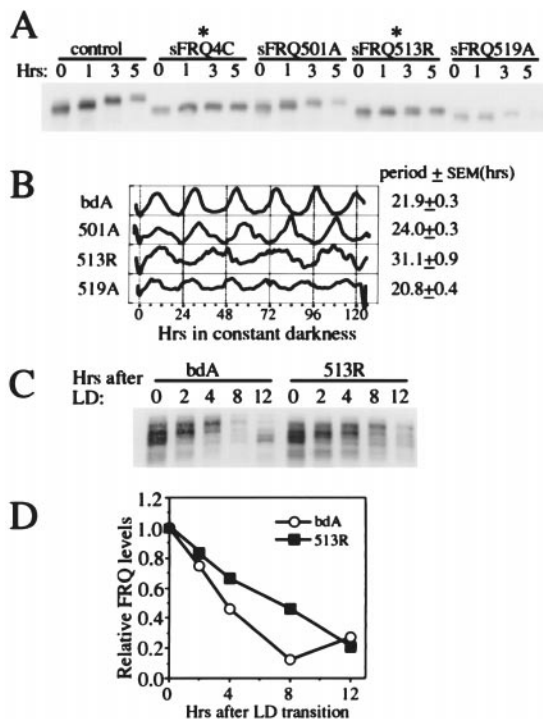 A
* *
control sFRQ4C sFRQ501A sFRQ513R sFRQ519A
Hrs: 0 1 3 5 0 1 3 5 0 1 3 5 0 1 3 5 0 1 3 5
B
period ± SEM(hrs)
bdA 21.9±0.3
501A 24.0±0.3
513R 31.1±0.9
519A 20.8±0.4
0 24 48 72 96 120
Hrs in constant darkness
C
Hrs after bdA 513R
LD: 0 2 4 8 12 0 2 4 8 12
D
Relative FRQ levels
1.2
1.0
0.8
0.6
0.4
0.2
0.0
bdA
513R
0 4 8 12
Hrs after LD transition